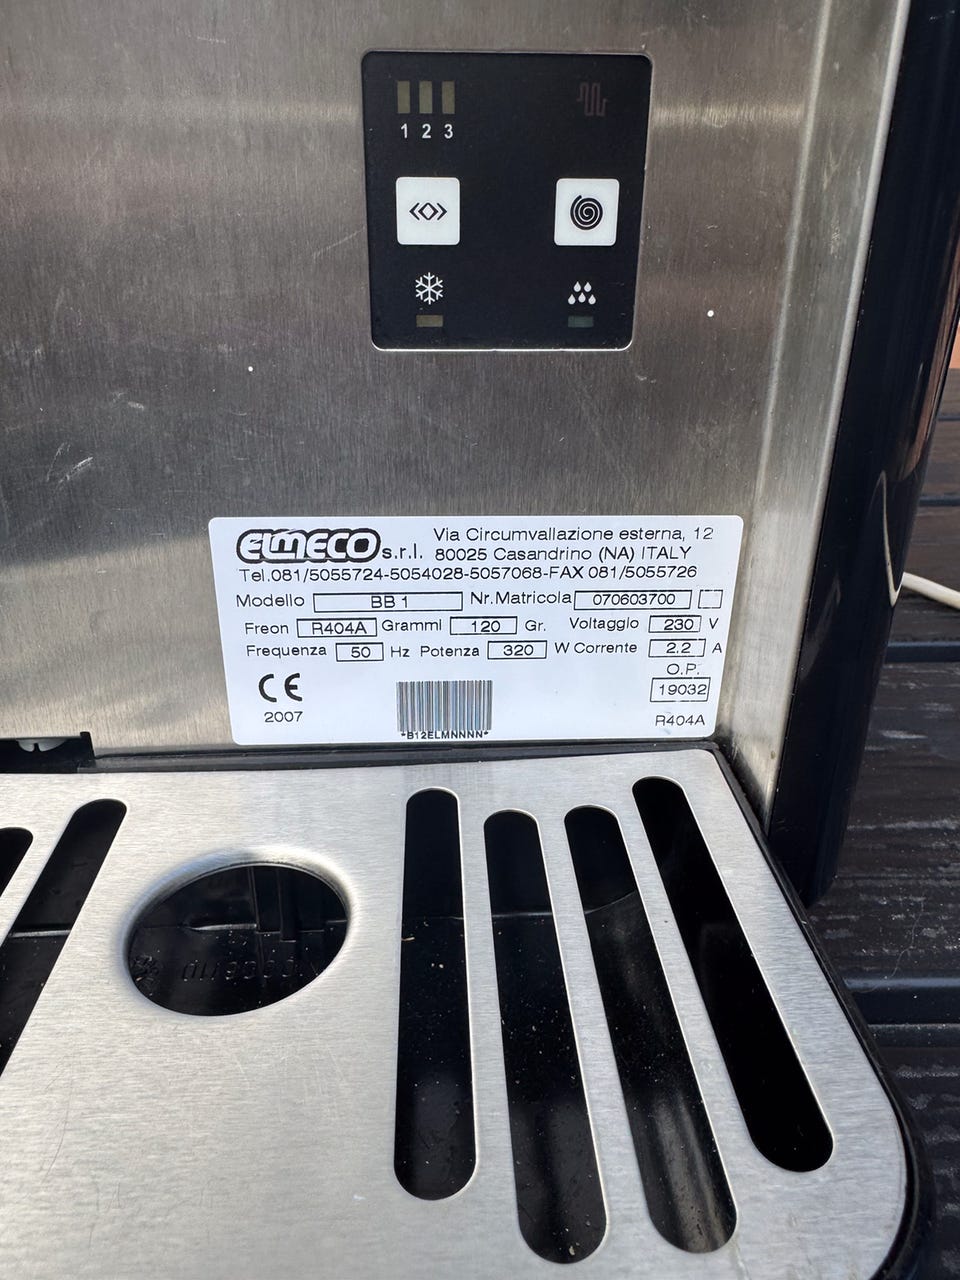 1 2 3
ELMECO s.r.l. Via Circumvallazione esterna, 12
80025 Casandrino (NA) ITALY
Tel.081/5055724-5054028-5057068-FAX 081/5055726
Modello BB 1 Nr.Matricola 070603700
Freon R404A Grammi 120 Gr. Voltaggio 230 V
Frequenza 50 Hz Potenza 320 W Corrente 2.2 A
O.P.
CE 19032
2007 R404A
*B12ELMNNNN*